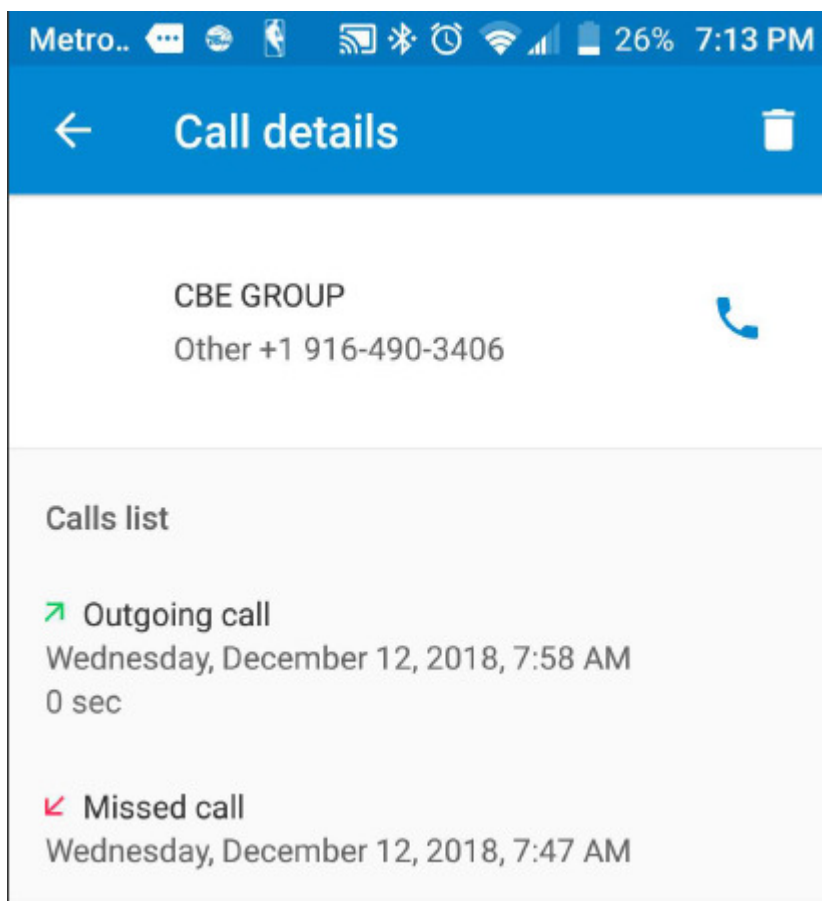 Metro.. 26% 7:13 PM
Call details
CBE GROUP
Other +1 916-490-3406
Calls list
Outgoing call
Wednesday, December 12, 2018, 7:58 AM
0 sec
Missed call
Wednesday, December 12, 2018, 7:47 AM